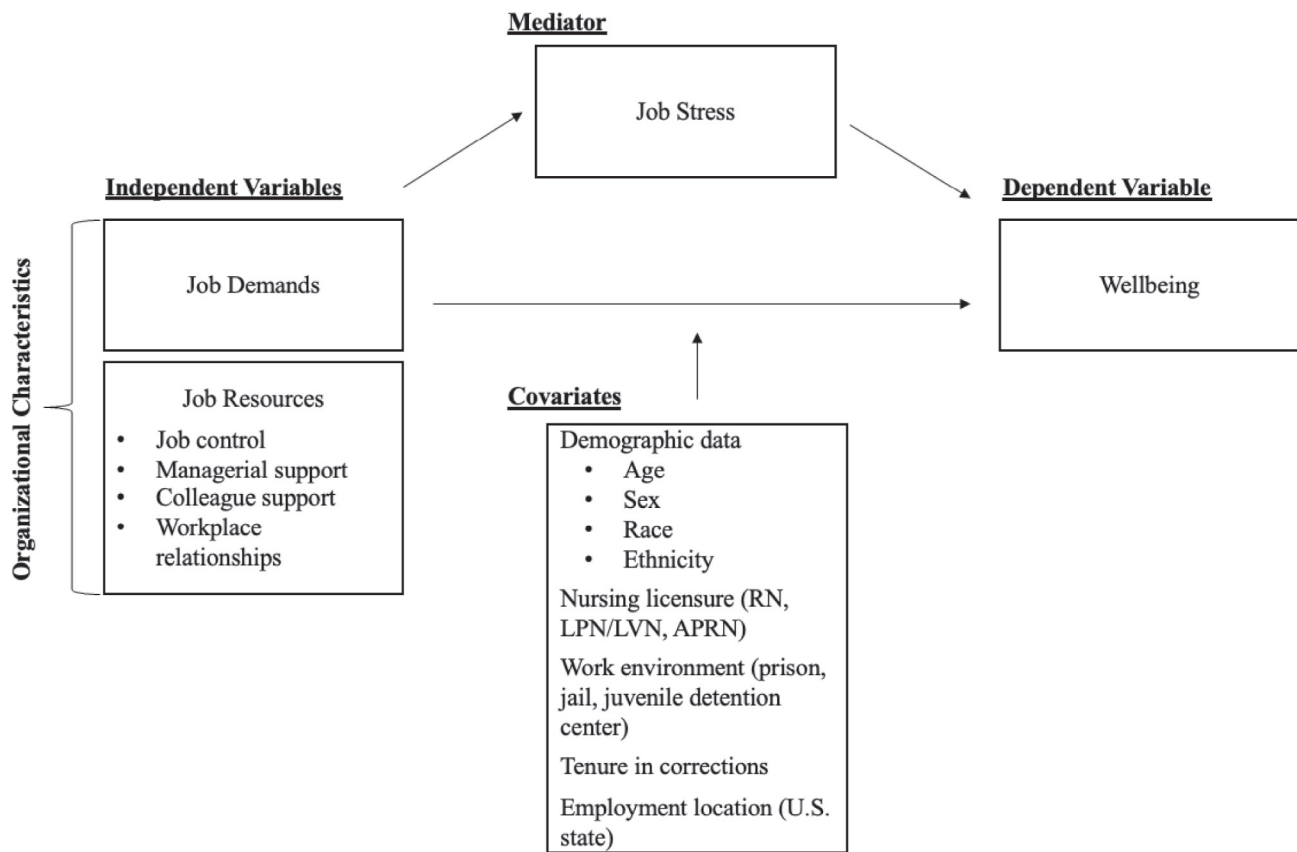 Mediator
Job Stress
Independent Variables
Dependent Variable
Organizational Characteristics
Job Demands
Wellbeing
Job Resources
• Job control
• Managerial support
• Colleague support
• Workplace
relationships
Covariates
Demographic data
• Age
• Sex
• Race
• Ethnicity
Nursing licensure (RN,
LPN/LVN, APRN)
Work environment (prison,
jail, juvenile detention
center)
Tenure in corrections
Employment location (U.S.
state)